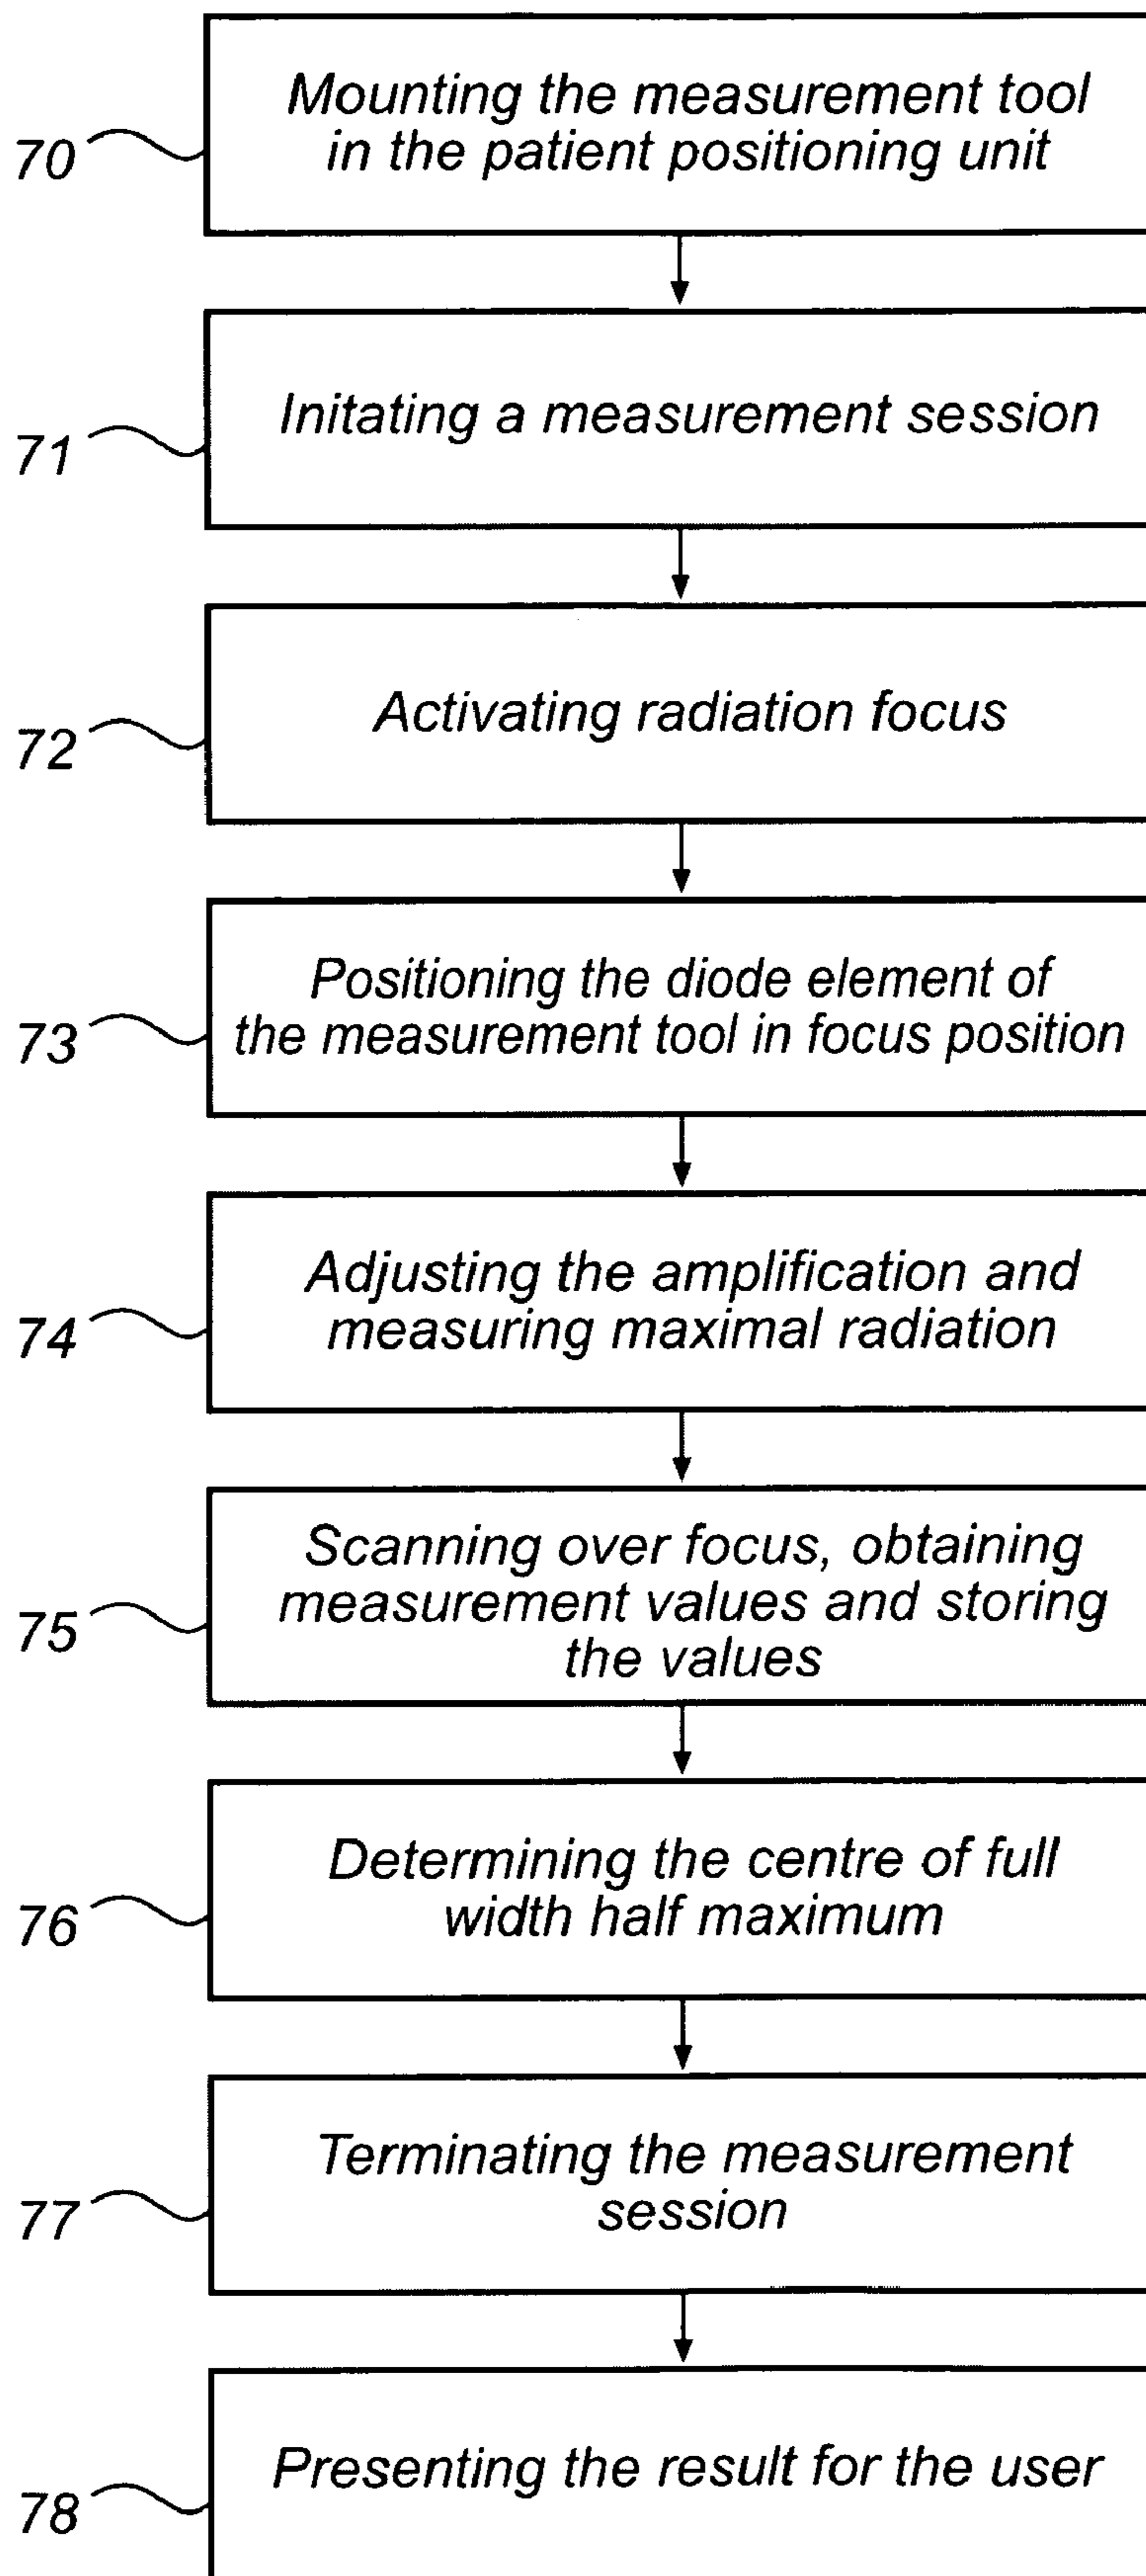 Mounting the measurement tool
in the patient positioning unit
70
Initating a measurement session
71
Activating radiation focus
72
Positioning the diode element of
the measurement tool in focus position
73
Adjusting the amplification and
measuring maximal radiation
74
Scanning over focus, obtaining
measurement values and storing
the values
75
Determining the centre of full
width half maximum
76
Terminating the measurement
session
77
Presenting the result for the user
78